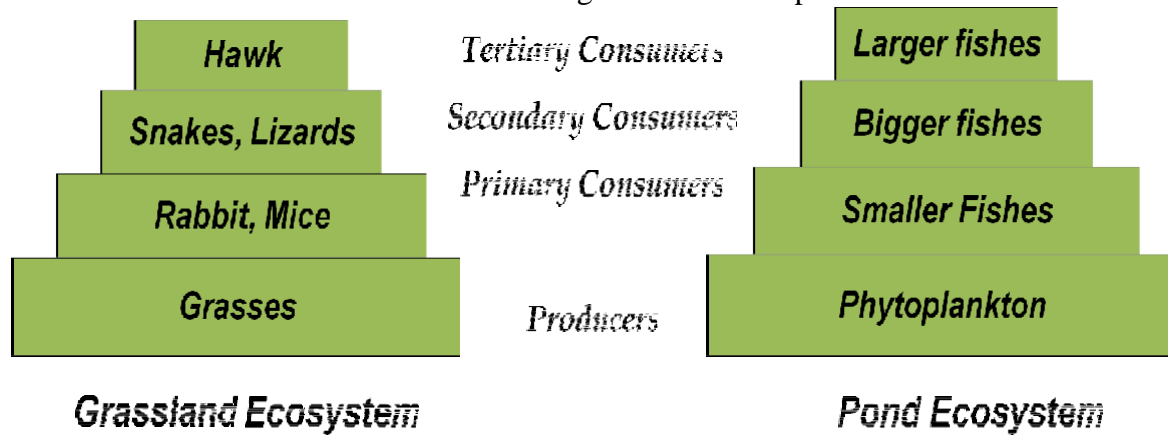 Hawk
Snakes, Lizards
Rabbit, Mice
Grasses
Grassland Ecosystem
Tertiary Consumers
Secondary Consumers
Primary Consumers
Producers
Larger fishes
Bigger fishes
Smaller Fishes
Phytoplankton
Pond Ecosystem